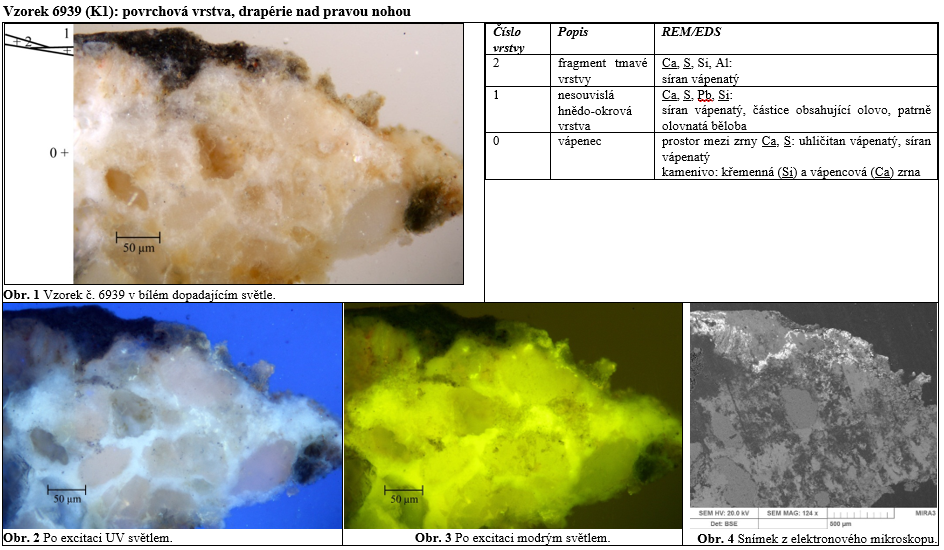 Vzorek 6939 (K1): povrchová vrstva, drapérie nad pravou nohou
1
+ 2
+
0 +
50 µm
Obr. 1 Vzorek č. 6939 v bílém dopadajícím světle.
Číslo vrstvy Popis REM/EDS
2 fragment tmavé vrstvy Ca, S, Si, Al:
síran vápenatý
1 nesouvislá hnědo-okrová vrstva Ca, S, Pb, Si:
síran vápenatý, částice obsahující olovo, patrně
olovnatá běloba
0 vápenec prostor mezi zrny Ca, S: uhličitan vápenatý, síran
vápenatý
kamenivo: křemenná (Si) a vápencová (Ca) zrna
50 µm
Obr. 2 Po excitaci UV světlem.
50 µm
Obr. 3 Po excitaci modrým světlem.
SEM HV: 20.0 kV SEM MAG: 124 x MIRA3
Det: BSE 500 µm
Obr. 4 Snímek z elektronového mikroskopu.